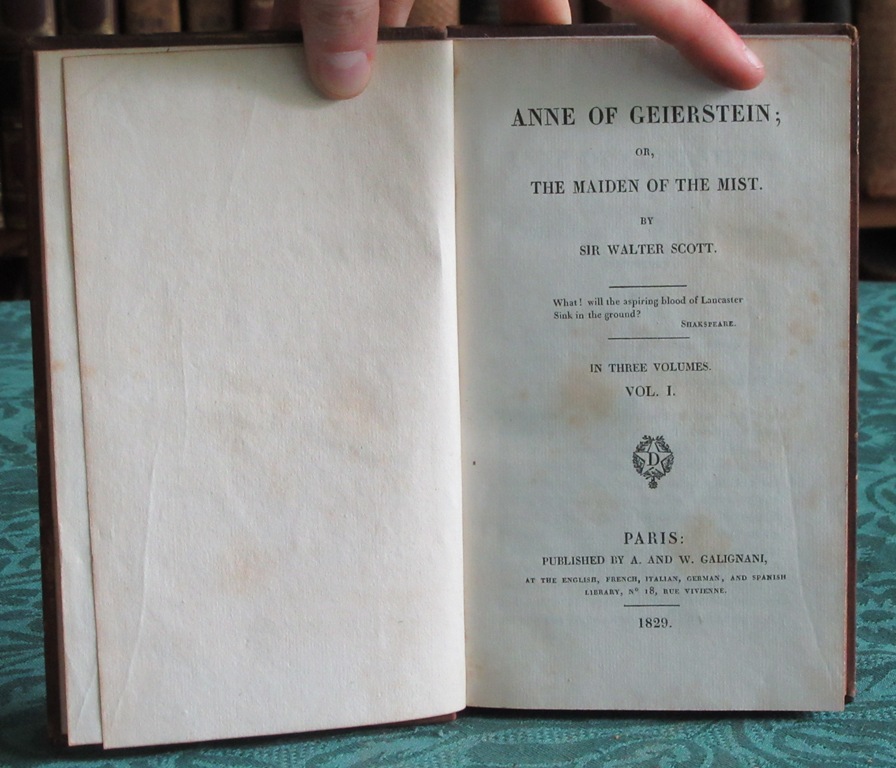 ANNE OF GEIERSTEIN;
OR,
THE MAIDEN OF THE MIST.
BY
SIR WALTER SCOTT.
What! will the aspiring blood of Lancaster
Sink in the ground?
SHAKSPEARE.
IN THREE VOLUMES.
VOL. I.
D
PARIS:
PUBLISHED BY A. AND W. GALIGNANI,
AT THE ENGLISH, FRENCH, ITALIAN, GERMAN, AND SPANISH
LIBRARY, Nº 18, RUE VIVIENNE.
1829.